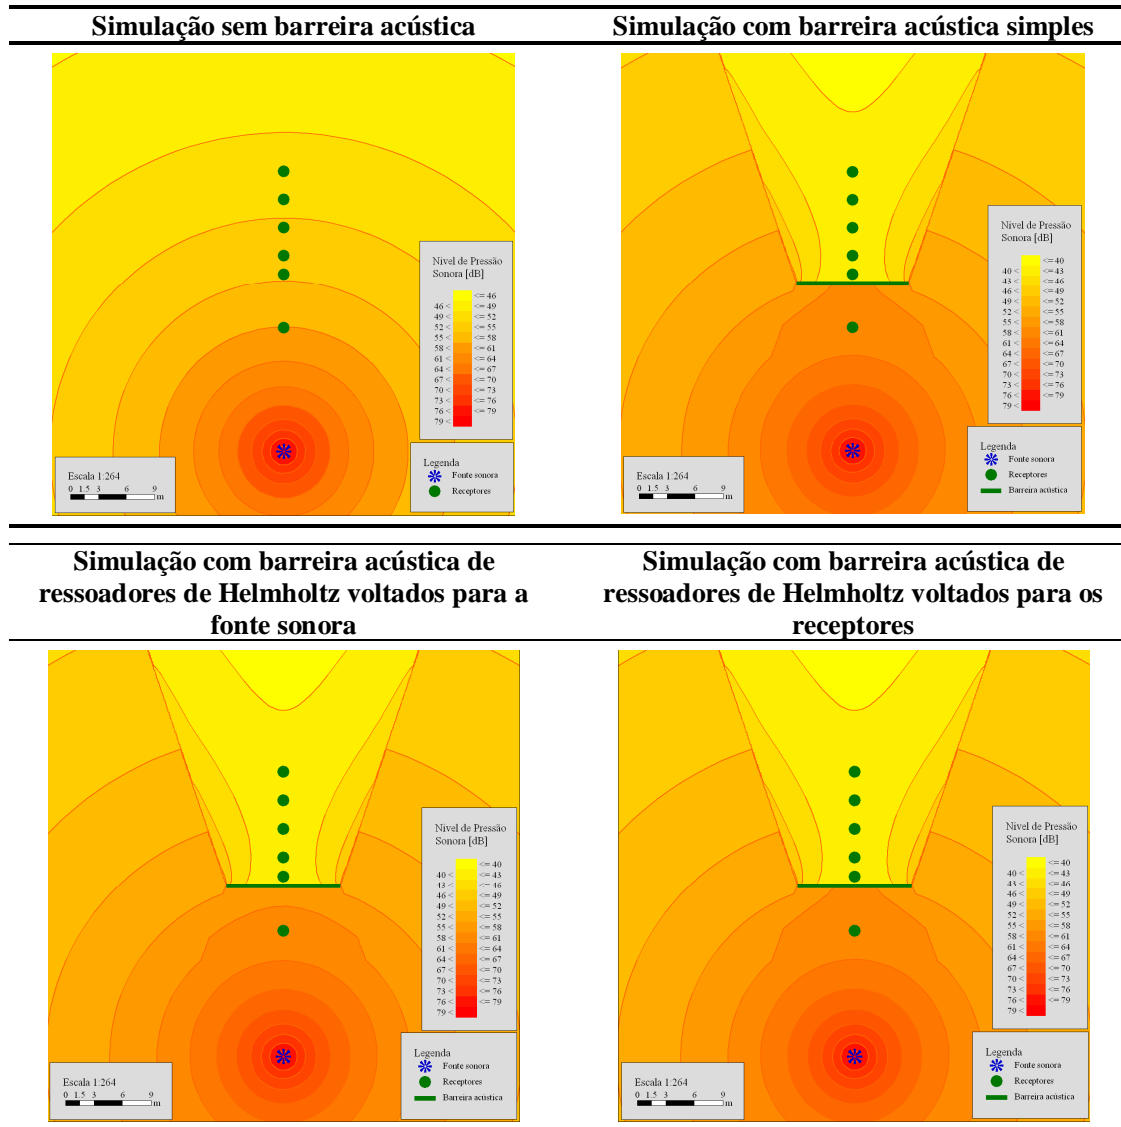 Simulação sem barreira acústica
Nível de Pressão
Sonora [dB]
<= 46
46 < <= 49
49 < <= 52
52 < <= 55
55 < <= 58
58 < <= 61
61 < <= 64
64 < <= 67
67 < <= 70
70 < <= 73
73 < <= 76
76 < <= 79
79 <
Legenda
Fonte sonora
Receptores
Escala 1:264
0 1.5 3 6 9
m
Simulação com barreira acústica simples
Nível de Pressão
Sonora [dB]
<= 40
40 < <= 43
43 < <= 46
46 < <= 49
49 < <= 52
52 < <= 55
55 < <= 58
58 < <= 61
61 < <= 64
64 < <= 67
67 < <= 70
70 < <= 73
73 < <= 76
76 < <= 79
79 <
Legenda
Fonte sonora
Receptores
Barreira acústica
Escala 1:264
0 1.5 3 6 9
m
Simulação com barreira acústica de
ressoadores de Helmholtz voltados para a
fonte sonora
Nível de Pressão
Sonora [dB]
<= 40
40 < <= 43
43 < <= 46
46 < <= 49
49 < <= 52
52 < <= 55
55 < <= 58
58 < <= 61
61 < <= 64
64 < <= 67
67 < <= 70
70 < <= 73
73 < <= 76
76 < <= 79
79 <
Legenda
Fonte sonora
Receptores
Barreira acústica
Escala 1:264
0 1.5 3 6 9
m
Simulação com barreira acústica de
ressoadores de Helmholtz voltados para os
receptores
Nível de Pressão
Sonora [dB]
<= 40
40 < <= 43
43 < <= 46
46 < <= 49
49 < <= 52
52 < <= 55
55 < <= 58
58 < <= 61
61 < <= 64
64 < <= 67
67 < <= 70
70 < <= 73
73 < <= 76
76 < <= 79
79 <
Legenda
Fonte sonora
Receptores
Barreira acústica
Escala 1:264
0 1.5 3 6 9
m